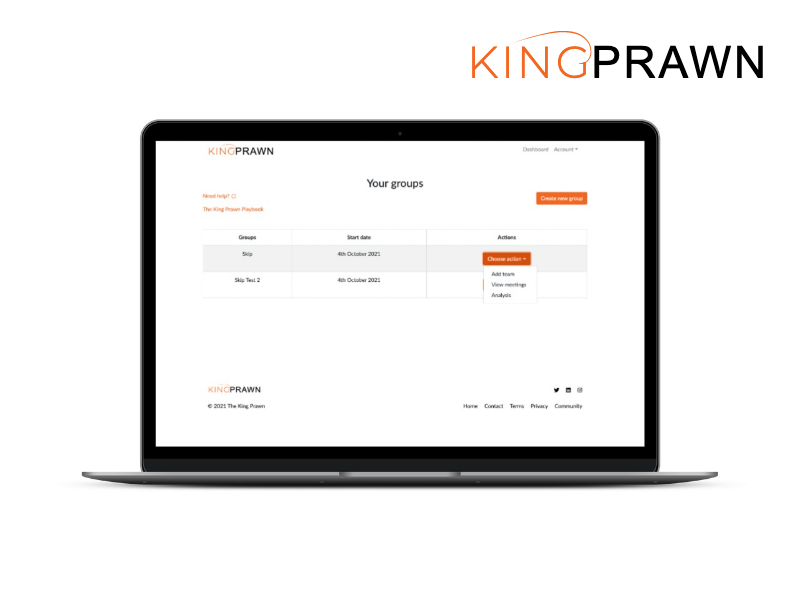 KINGPRAWN
KINGPRAWN
Dashboard Account
Your groups
Need help?
The King Prawn Playbook
Create new group
Groups Start date Actions
Skip 4th October 2021 Choose action
Add team
View meetings
Analysis
Skip Test 2 4th October 2021
KINGPRAWN
© 2021 The King Prawn
Home Contact Terms Privacy Community